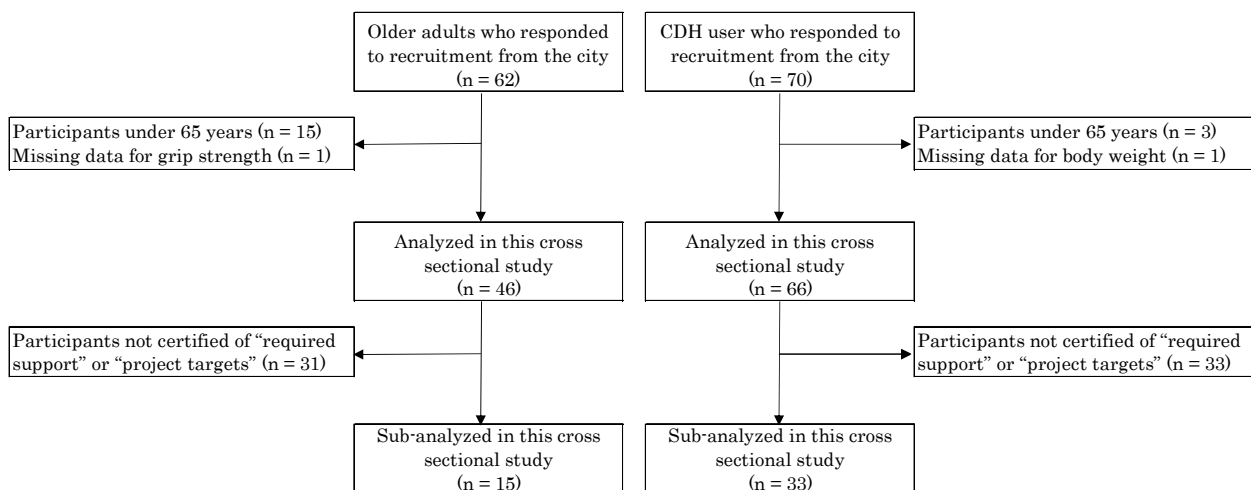 Older adults who responded
to recruitment from the city
(n = 62)
CDH user who responded to
recruitment from the city
(n = 70)
Participants under 65 years (n = 15)
Missing data for grip strength (n = 1)
Participants under 65 years (n = 3)
Missing data for body weight (n = 1)
Analyzed in this cross
sectional study
(n = 46)
Analyzed in this cross
sectional study
(n = 66)
Participants not certified of “required
support” or “project targets” (n = 31)
Participants not certified of “required
support” or “project targets” (n = 33)
Sub-analyzed in this cross
sectional study
(n = 15)
Sub-analyzed in this cross
sectional study
(n = 33)